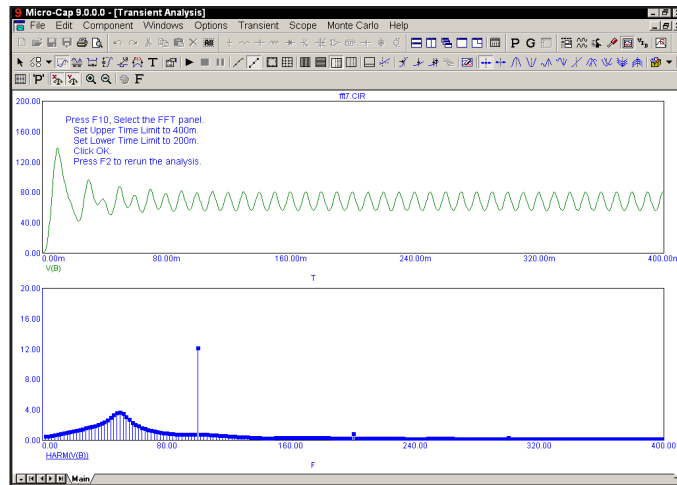 9 Micro-Cap 9.0.0.0 - [Transient Analysis]
File Edit Component Windows Options Transient Scope Monte Carlo Help
P G
T
'P' F
fft7.CIR
200.00
160.00
120.00
80.00
40.00
0.00
Press F10, Select the FFT panel.
Set Upper Time Limit to 400m.
Set Lower Time Limit to 200m.
Click OK.
Press F2 to rerun the analysis.
0.00m 80.00m 160.00m 240.00m 320.00m 400.00m
V(B)
T
20.00
16.00
12.00
8.00
4.00
0.00
0.00 80.00 160.00 240.00 320.00 400.00
HARM(V(B))
F
Main